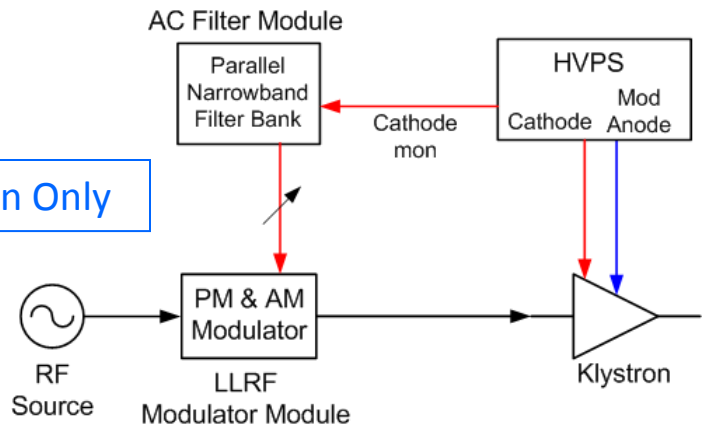 AC Filter Module
Parallel
Narrowband
Filter Bank
HVPS
Mod
Cathode Anode
Cathode
mon
n Only
PM & AM
Modulator
RF
Source
LLRF
Modulator Module
Klystron